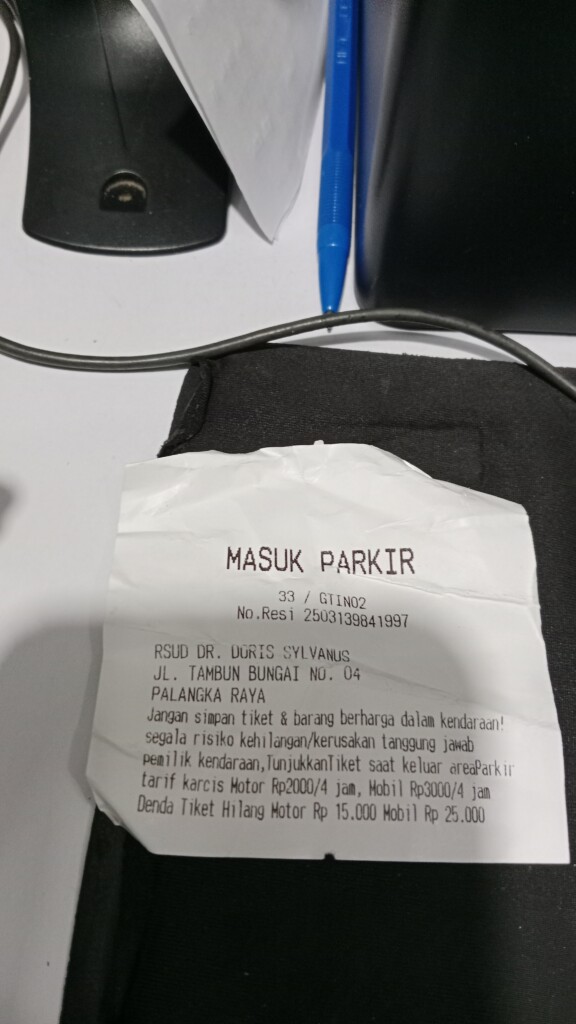 MASUK PARKIR
33 / GTIN02
No.Resi 2503139841997
RSUD DR. DORIS SYLVANUS
JL. TAMBUN BUNGAI NO. 04
PALANGKA RAYA
Jangan simpan tiket & barang berharga dalam kendaraan!
segala risiko kehilangan/kerusakan tanggung jawab
pemilik kendaraan,TunjukkanTiket saat keluar areaParkir
tarif karcis Motor Rp2000/4 jam, Mobil Rp3000/4 jam
Denda Tiket Hilang Motor Rp 15.000 Mobil Rp 25.000